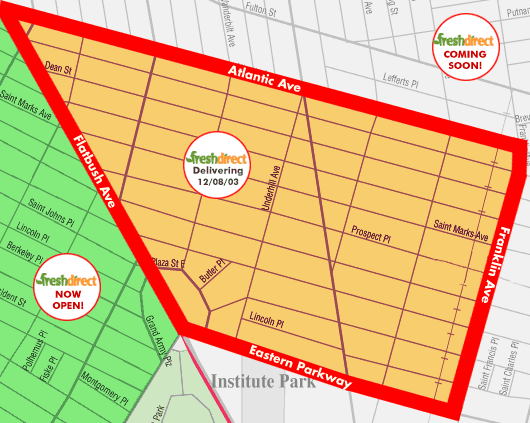 Fulton St
Vanderbilt Ave
Ave
Putna
freshdirect
COMING
SOON!
Dean St
Atlantic Ave
Lefferts Pl
Saint Marks Ave
Brev
Flatbush Ave
freshdirect
Delivering
12/08/03
Underhill Ave
Saint Johns Pl
Lincoln Pl
Berkeley Pl
Prospect Pl
Saint Marks Ave
Franklin Ave
Plaza St E
Butler Pl
freshdirect
NOW
OPEN!
sident St
Grand Army Plz
Lincoln Pl
Eastern Parkway
Polhemus Pl
Fiske Pl
Montgomery Pl
Institute Park
Park
Saint Francis Pl
Saint Charles Pl